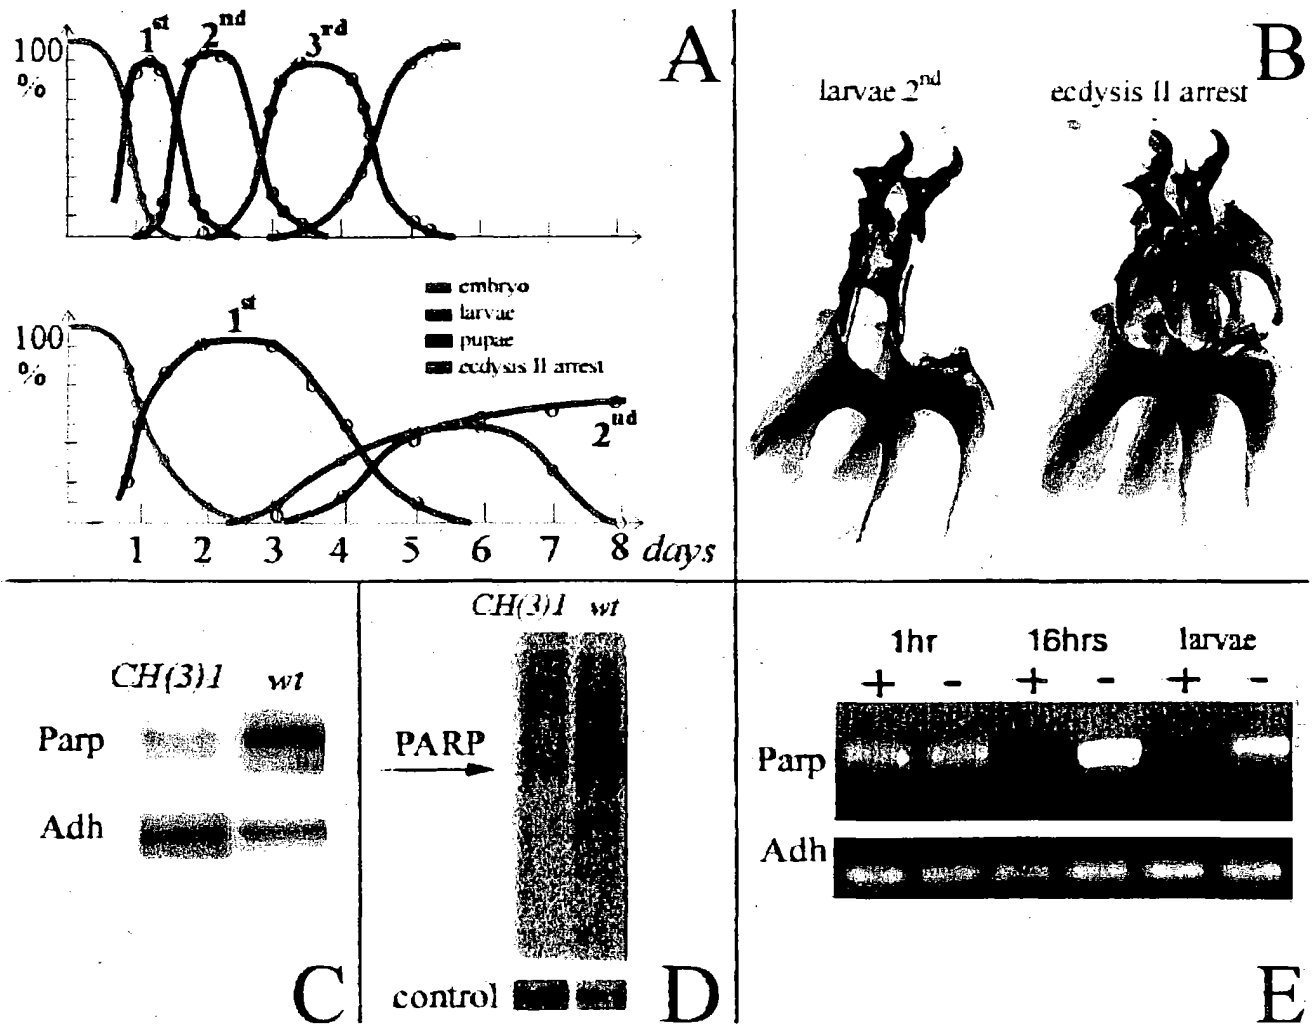 A
1st 2nd 3rd
100
%
embryo
larvae
pupae
ecdysis II arrest
1st
100
%
2nd
1 2 3 4 5 6 7 8 days
B
larvae 2nd ecdysis II arrest
CH(3)1 wt
Parp
Adh
C
CH(3)1 wt
PARP
control
D
1hr 16hrs larvae
+ - + - + -
Parp
Adh
E